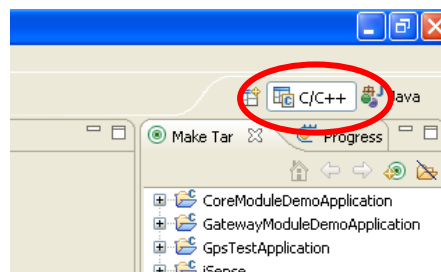 C/C++ Java
Make Tar Progress
CoreModuleDemoApplication
GatewayModuleDemoApplication
GpsTestApplication
iSense